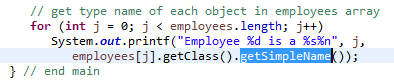 // get type name of each object in employees array
for (int j = 0; j < employees.length; j++)
System.out.printf("Employee %d is a %s%n", j,
employees[j].getClass().getSimpleName());
} // end main